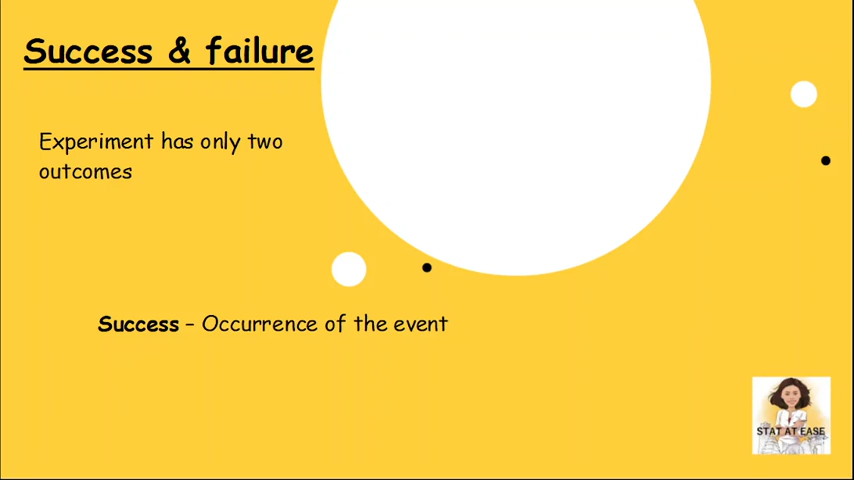 Success & failure
Experiment has only two
outcomes
Success – Occurrence of the event
STAT AT EASE